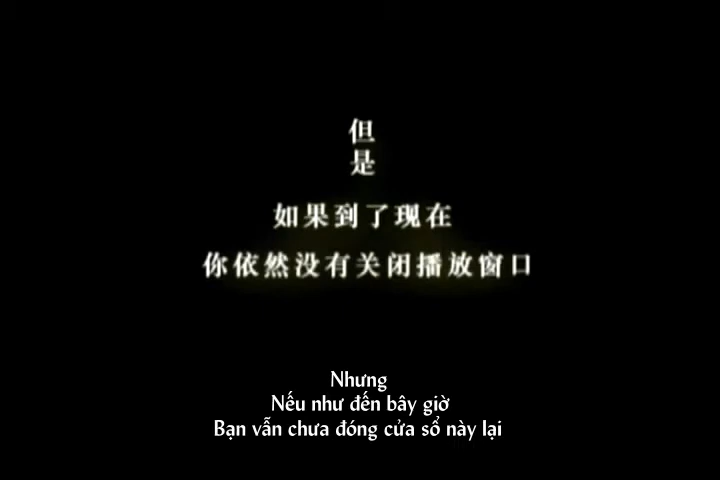 但是
如果到了现在
你依然没有关闭播放窗口
Nhưng
Nếu như đến bây giờ
Bạn vẫn chưa đóng cửa sổ này lại